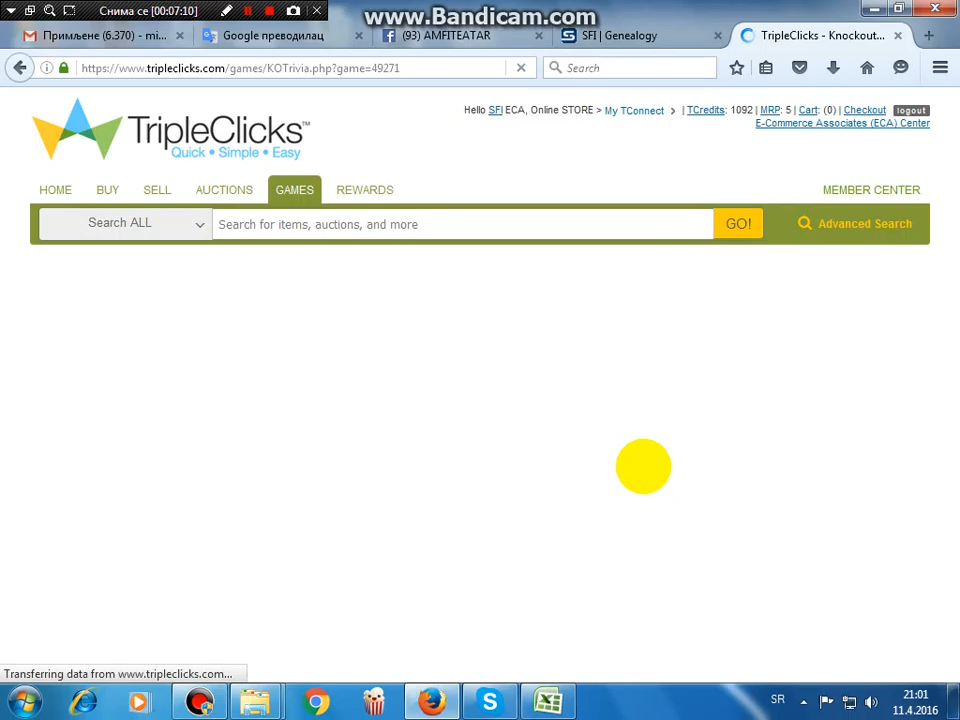 Снима се [00:07:10]
www.Bandicam.com
Примљене (6.370) - mi...
Google преводилац
(93) AMFITEATAR
SFI | Genealogy
TripleClicks - Knockout...
https://www.tripleclicks.com/games/KOTrivia.php?game=49271
Search
TripleClicks™
Quick • Simple • Easy
Hello SFI ECA, Online STORE > My TConnect > | TCredits: 1092 | MRP: 5 | Cart: (0) | Checkout logout
E-Commerce Associates (ECA) Center
HOME BUY SELL AUCTIONS GAMES REWARDS MEMBER CENTER
Search ALL Search for items, auctions, and more GO! Advanced Search
Transferring data from www.tripleclicks.com...
SR
21:01
11.4.2016